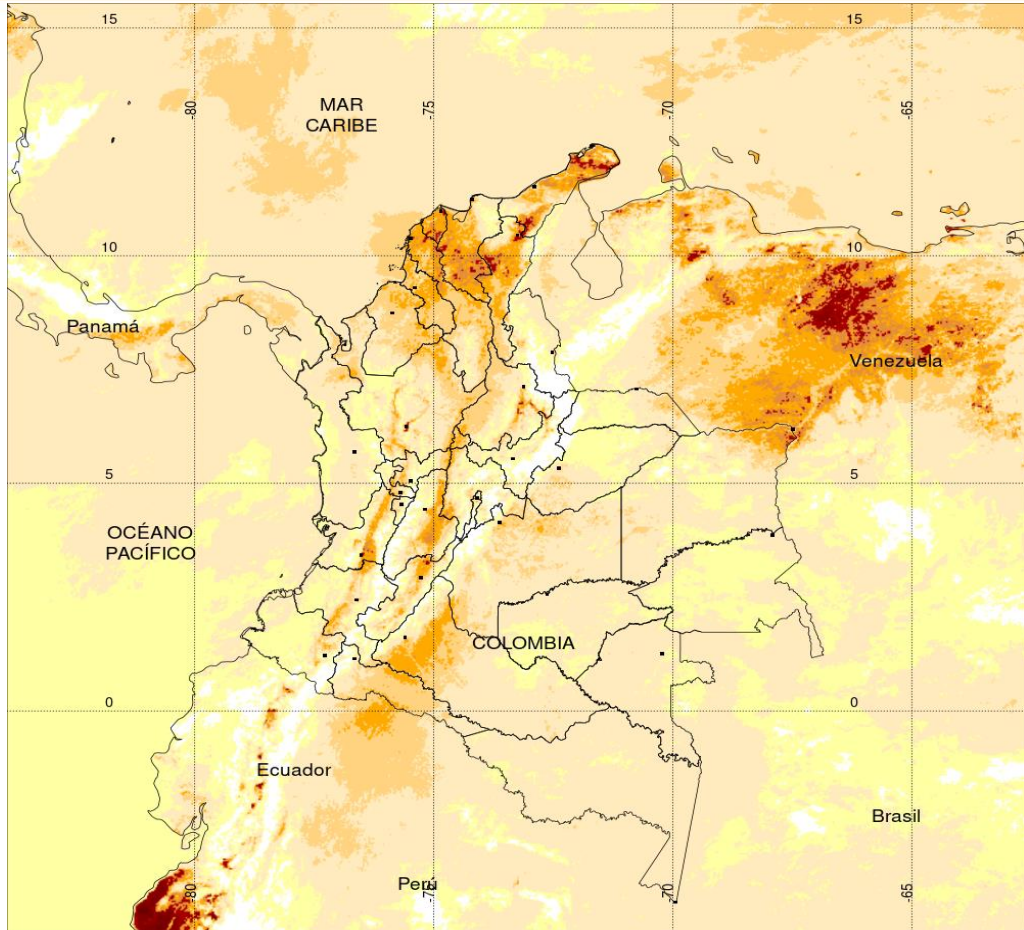 15
15
-80
-75
-70
-65
MAR
CARIBE
10
10
Panamá
Venezuela
5
5
OCÉANO
PACÍFICO
COLOMBIA
0
0
Ecuador
Brasil
Perú
-80
-75
-70
-65